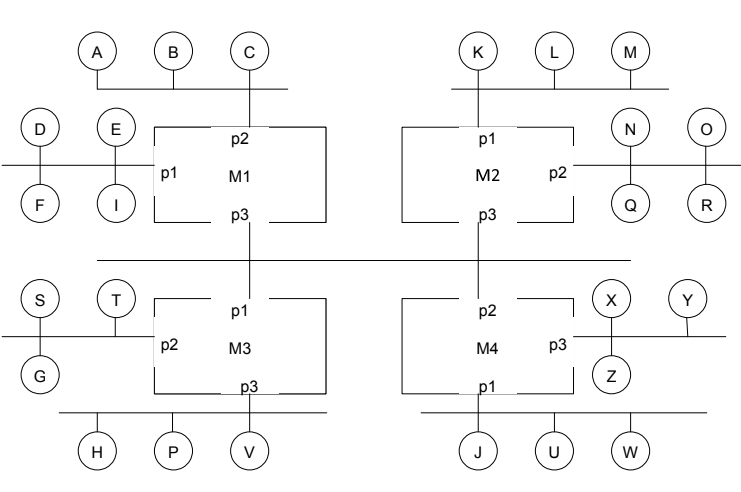 A B C K L M
D E p2 p1 N O
p1 M1 M2 p2
F I p3 p3 Q R
S T p1 p2 X Y
p2 M3 M4 p3
G p3 p1 Z
H P V J U W